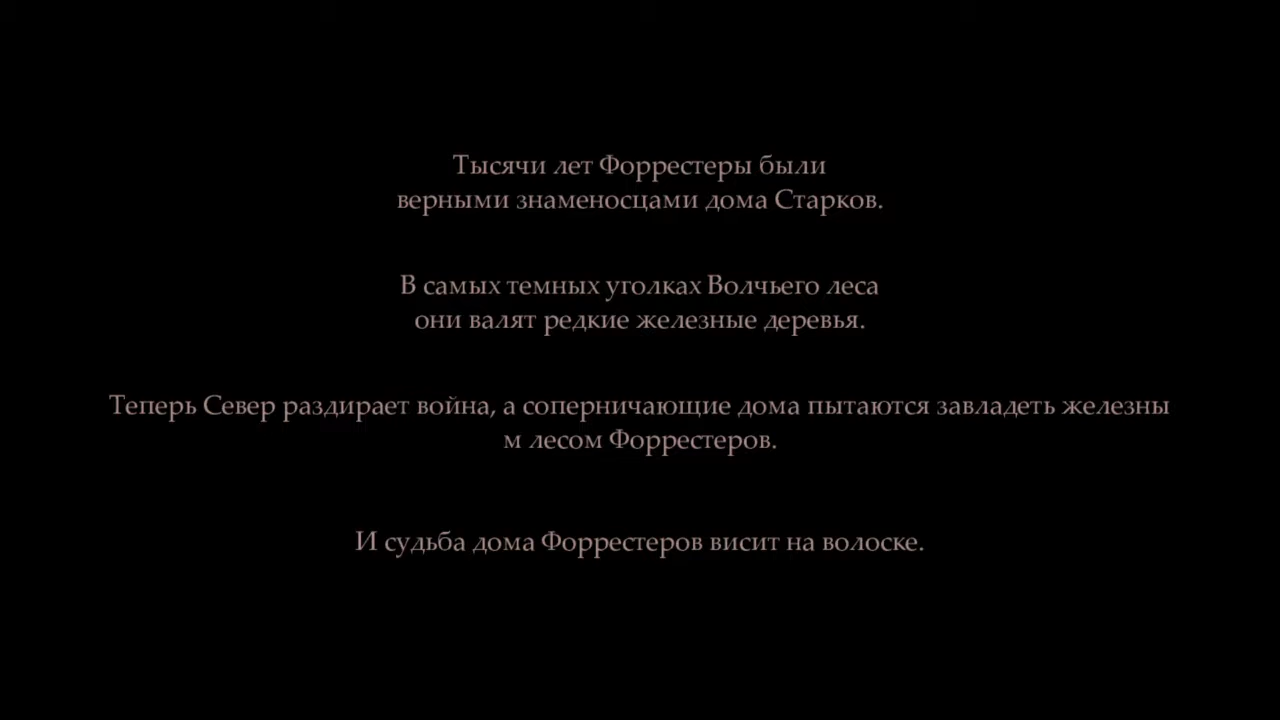 Тысячи лет Форрестеры были
верными знаменосцами дома Старков.
В самых темных уголках Волчьего леса
они валят редкие железные деревья.
Теперь Север раздирает война, а соперничающие дома пытаются завладеть железны
м лесом Форрестеров.
И судьба дома Форрестеров висит на волоске.